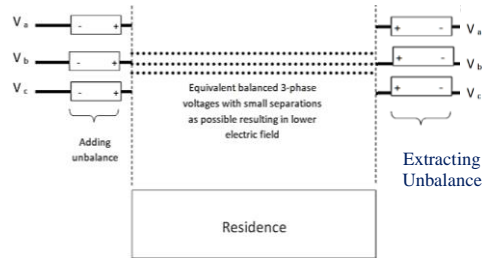 V a
- +
V b
- +
V c
- +
Adding
unbalance
Equivalent balanced 3-phase
voltages with small separations
as possible resulting in lower
electric field
+ -
V a
+ -
V b
+ -
V c
Extracting
Unbalance
Residence